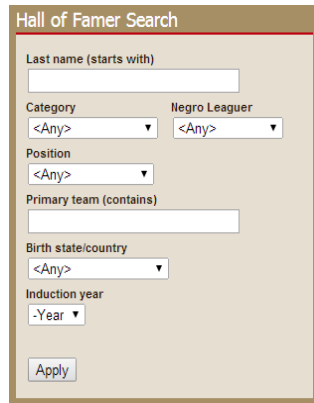 Hall of Famer Search
Last name (starts with)
Category Negro Leaguer
<Any> <Any>
Position
<Any>
Primary team (contains)
Birth state/country
<Any>
Induction year
-Year
Apply